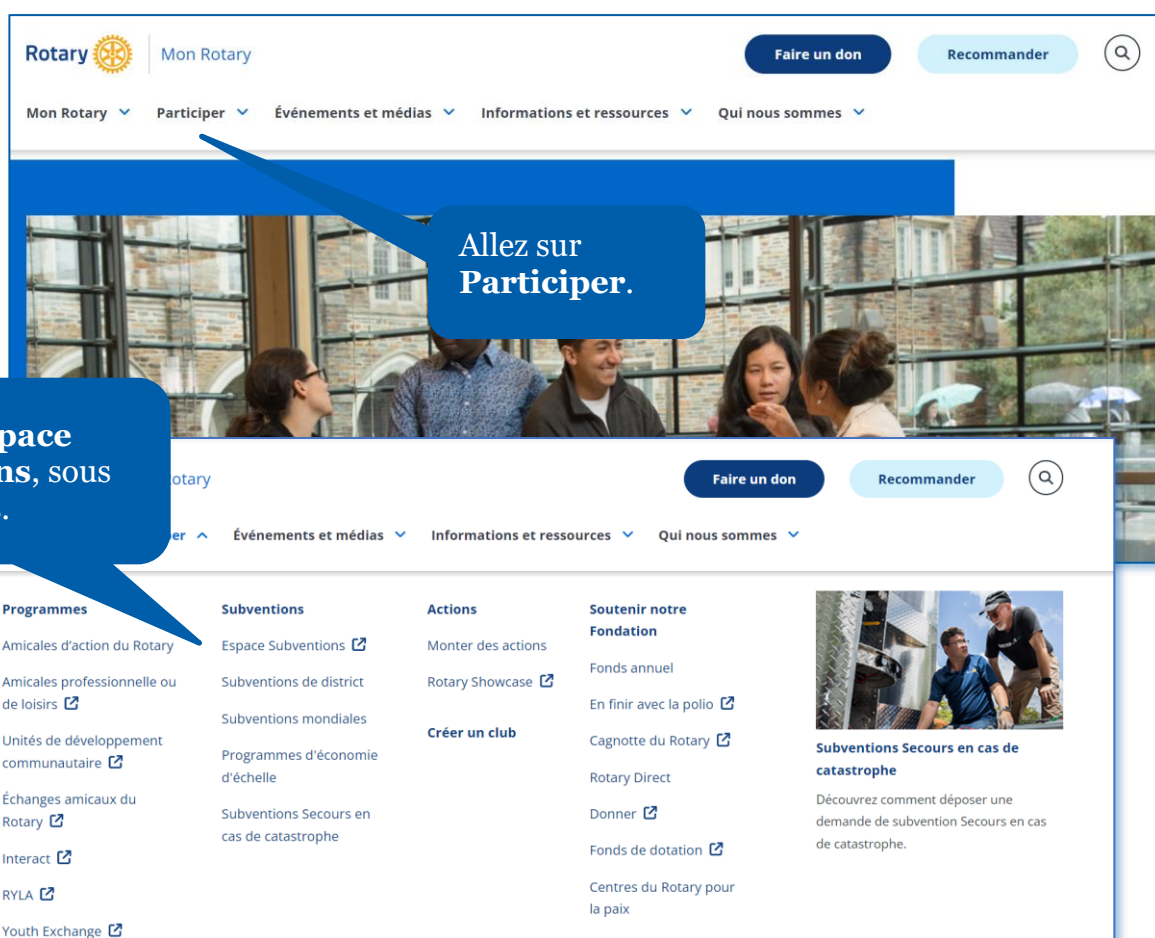 Rotary
Mon Rotary
Faire un don
Recommander
Mon Rotary
Participer
Événements et médias
Informations et ressources
Qui nous sommes
Allez sur
Participer.
pace
ns, sous
.
otary
Faire un don
Recommander
er
Événements et médias
Informations et ressources
Qui nous sommes
Programmes
Amicales d'action du Rotary
Amicales professionnelle ou
de loisirs
Unités de développement
communautaire
Échanges amicaux du
Rotary
Interact
RYLA
Youth Exchange
Subventions
Espace Subventions
Subventions de district
Subventions mondiales
Programmes d'économie
d'échelle
Subventions Secours en
cas de catastrophe
Actions
Monter des actions
Rotary Showcase
Créer un club
Soutenir notre
Fondation
Fonds annuel
En finir avec la polio
Cagnotte du Rotary
Rotary Direct
Donner
Fonds de dotation
Centres du Rotary pour
la paix
Subventions Secours en cas de
catastrophe
Découvrez comment déposer une
demande de subvention Secours en cas
de catastrophe.